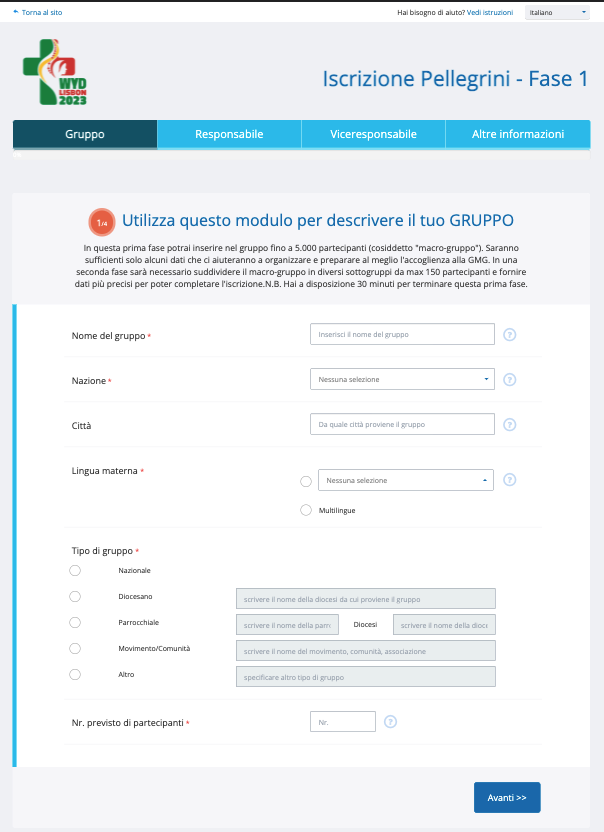 Torna al sito
Hai bisogno di aiuto? Vedi istruzioni
Italiano
WYD
LISBON
2023
Iscrizione Pellegrini - Fase 1
Gruppo
Responsabile
Viceresponsabile
Altre informazioni
1/4 Utilizza questo modulo per descrivere il tuo GRUPPO
In questa prima fase potrai inserire nel gruppo fino a 5.000 partecipanti (cosiddetto "macro-gruppo"). Saranno
sufficienti solo alcuni dati che ci aiuteranno a organizzare e preparare al meglio l'accoglienza alla GMG. In una
seconda fase sarà necessario suddividere il macro-gruppo in diversi sottogruppi da max 150 partecipanti e fornire
dati più precisi per poter completare l'iscrizione.N.B. Hai a disposizione 30 minuti per terminare questa prima fase.
Nome del gruppo *
Inserisci il nome del gruppo
?
Nazione *
Nessuna selezione
?
Città
Da quale città proviene il gruppo
?
Lingua materna *
Nessuna selezione
?
Multilingue
Tipo di gruppo *
Nazionale
Diocesano
scrivere il nome della diocesi da cui proviene il gruppo
Parrocchiale
scrivere il nome della parr
Diocesi
scrivere il nome della dioce
Movimento/Comunità
scrivere il nome del movimento, comunità, associazione
Altro
specificare altro tipo di gruppo
Nr. previsto di partecipanti *
Nr.
?
Avanti >>